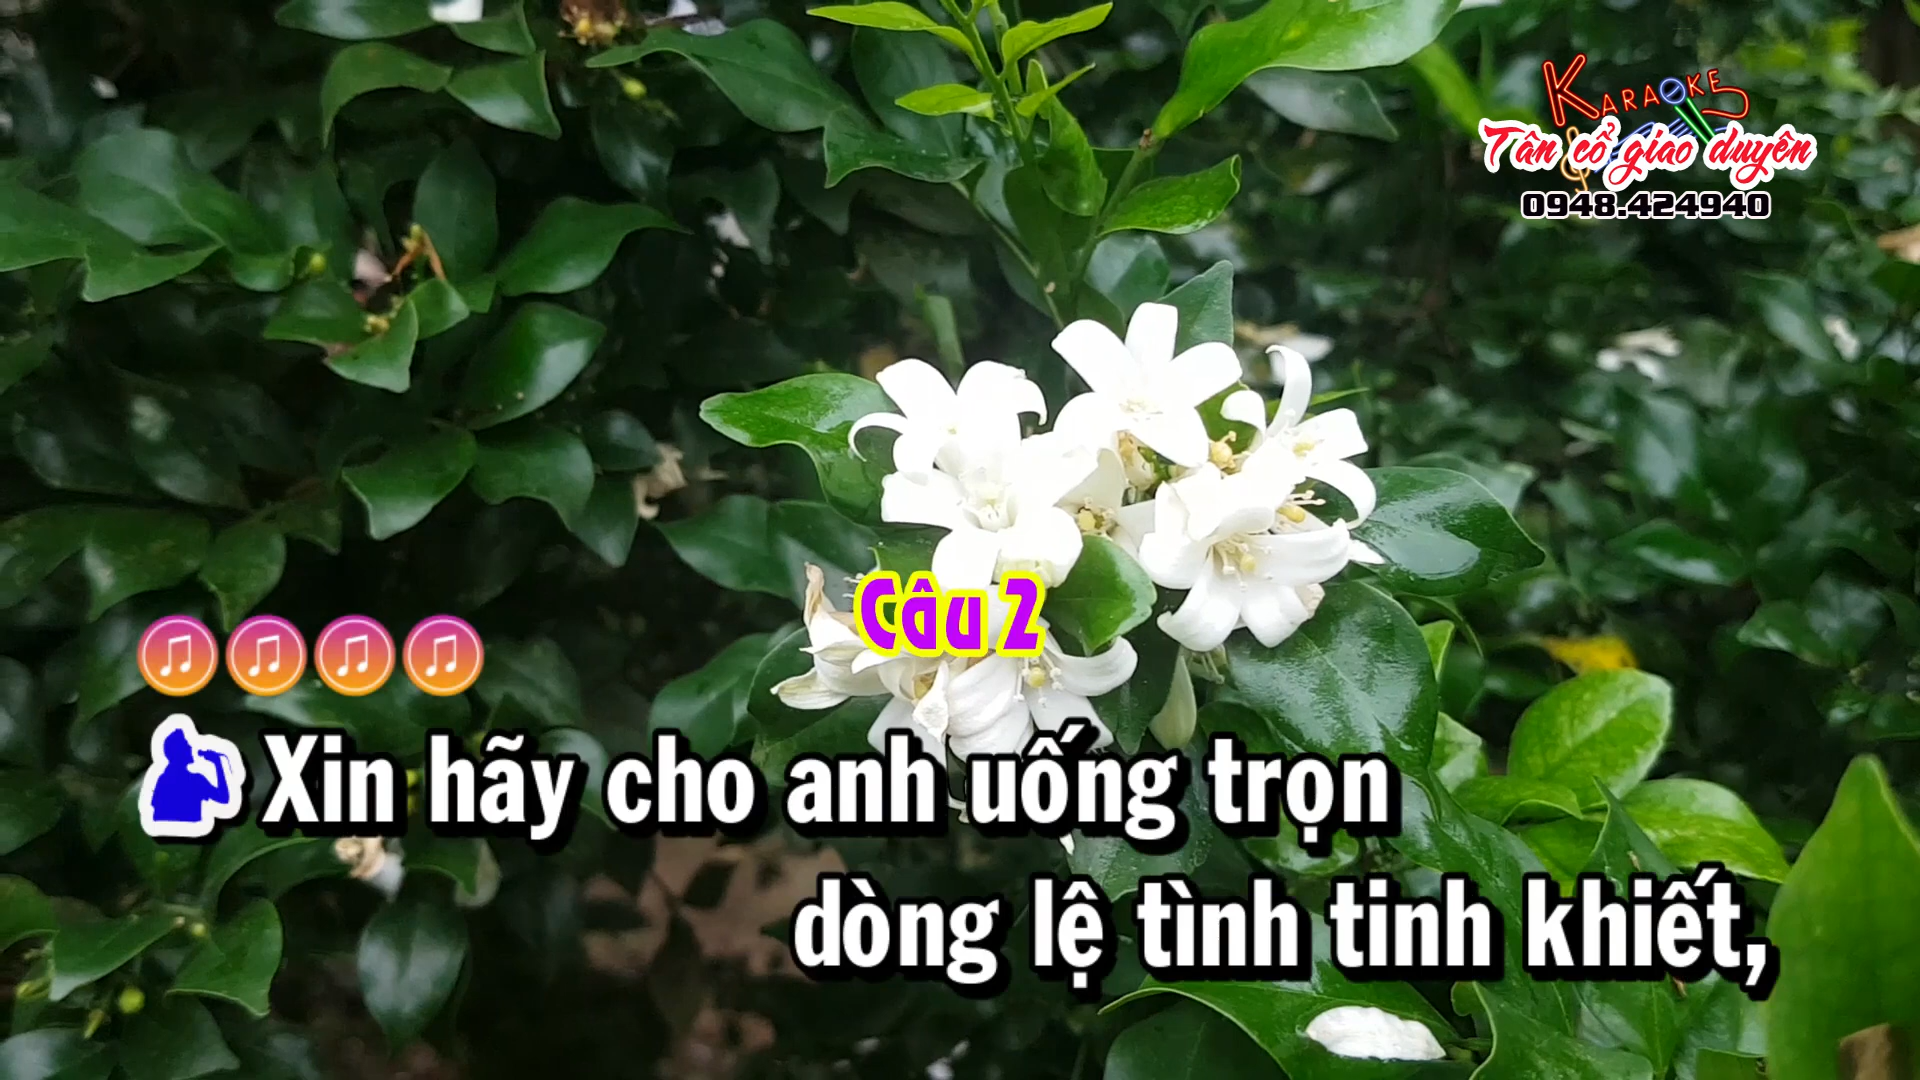 KARAOKE
Tân cổ giao duyên
0948.424940
Câu 2
Xin hãy cho anh uống trọn
dòng lệ tình tinh khiết,